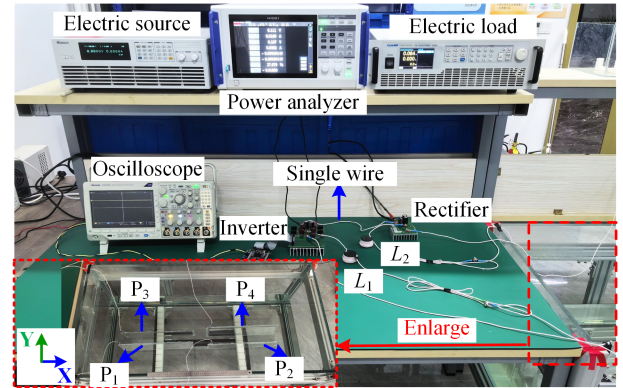 Electric source
Electric load
Power analyzer
Oscilloscope
Single wire
Inverter
Rectifier
L2
L1
P3
P4
Enlarge
Y
X
P1
P2